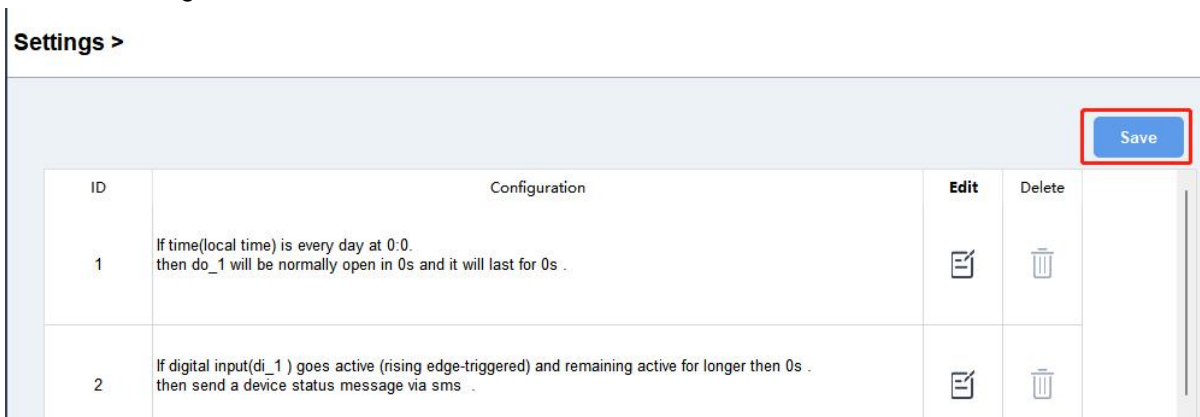 Settings >
Save
ID Configuration Edit Delete
1
If time(local time) is every day at 0:0.
then do_1 will be normally open in 0s and it will last for 0s .
2
If digital input(di_1 ) goes active (rising edge-triggered) and remaining active for longer then 0s .
then send a device status message via sms .